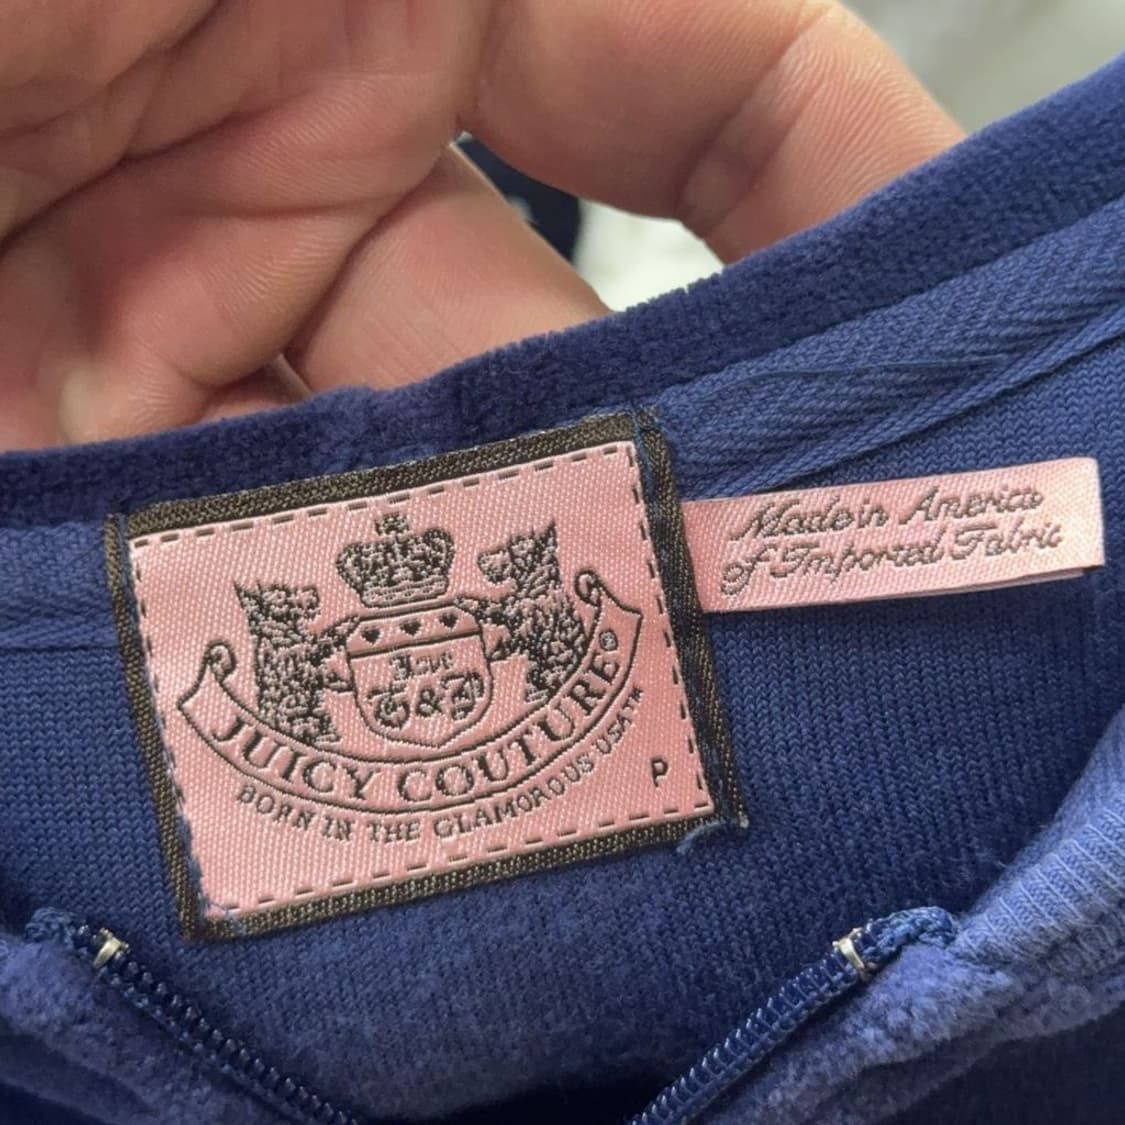 Love
G&P
JUICY COUTURE®
BORN IN THE GLAMOROUS USA™
P
Made in America
of Imported Fabric